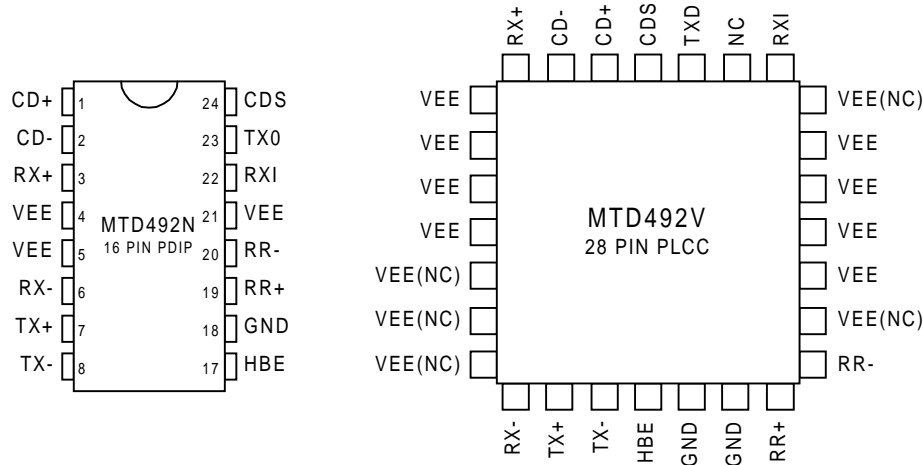 CD+ 1 24 CDS
CD- 2 23 TX0
RX+ 3 22 RXI
VEE 4 21 VEE
VEE 5 20 RR-
RX- 6 19 RR+
TX+ 7 18 GND
TX- 8 17 HBE
MTD492N
16 PIN PDIP
RX+ CD- CD+ CDS TXD NC RXI
VEE VEE(NC)
VEE VEE
VEE VEE
VEE VEE
VEE(NC) VEE
VEE(NC) VEE(NC)
VEE(NC) RR-
MTD492V
28 PIN PLCC
RX- TX+ TX- HBE GND GND RR+